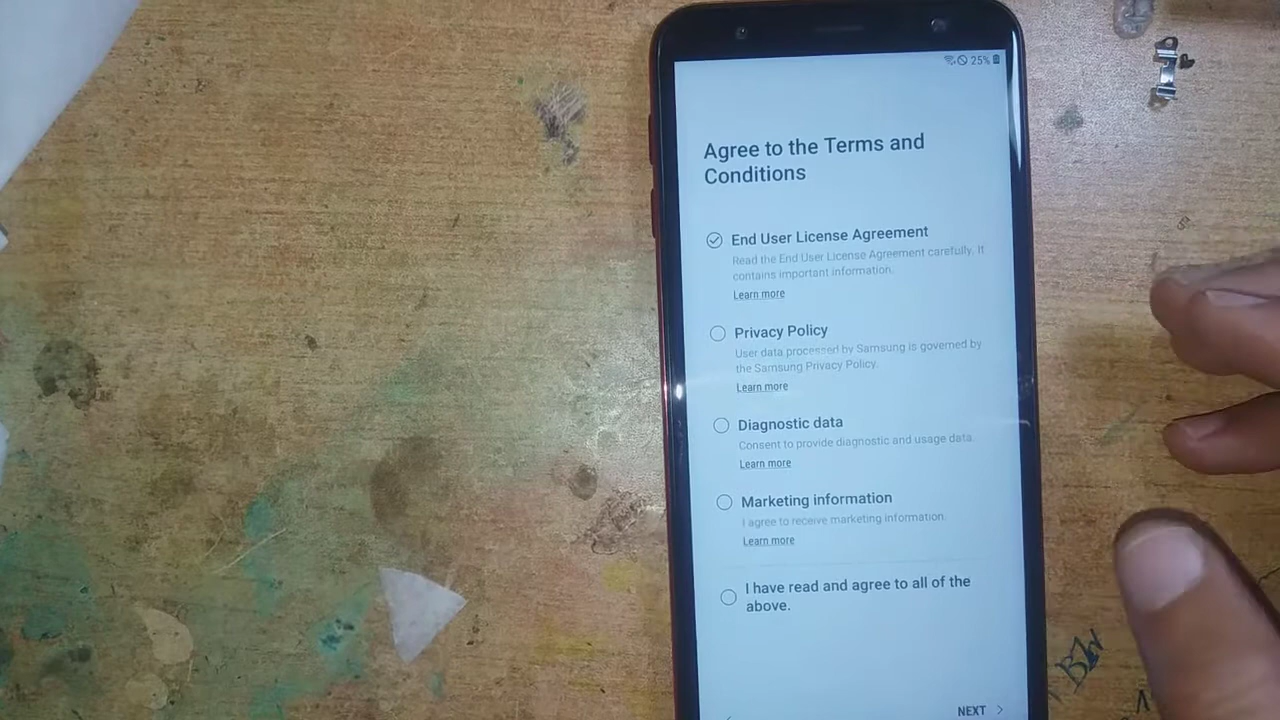 25%
Agree to the Terms and
Conditions
End User License Agreement
Read the End User License Agreement carefully. It
contains important information.
Learn more
Privacy Policy
User data processed by Samsung is governed by
the Samsung Privacy Policy.
Learn more
Diagnostic data
Consent to provide diagnostic and usage data.
Learn more
Marketing information
I agree to receive marketing information.
Learn more
I have read and agree to all of the
above.
NEXT